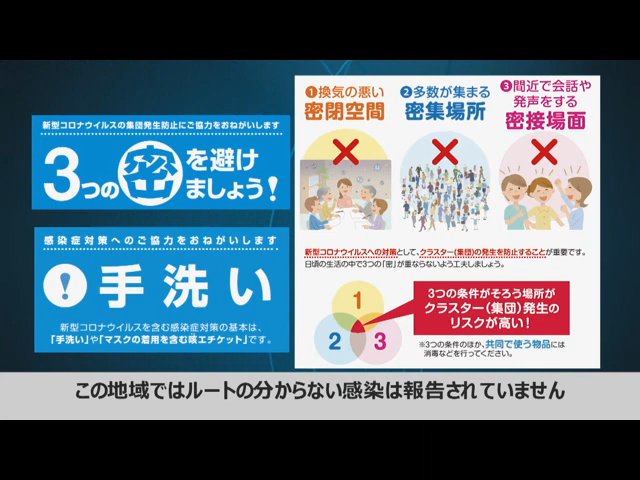 新型コロナウイルスの集団発生防止にご協力をおねがいします
3つの密を避けましょう!
感染症対策へのご協力をおねがいします
! 手洗い
新型コロナウイルスを含む感染症対策の基本は、
「手洗い」や「マスクの着用を含む咳エチケット」です。
①換気の悪い
密閉空間
②多数が集まる
密集場所
③間近で会話や
発声をする
密接場面
新型コロナウイルスへの対策として、クラスター(集団)の発生を防止することが重要です。
日頃の生活の中で3つの「密」が重ならないよう工夫しましょう。
1
2
3
3つの条件がそろう場所が
クラスター(集団)発生の
リスクが高い!
※3つの条件のほか、共同で使う物品には
消毒などを行ってください。
この地域ではルートの分からない感染は報告されていません